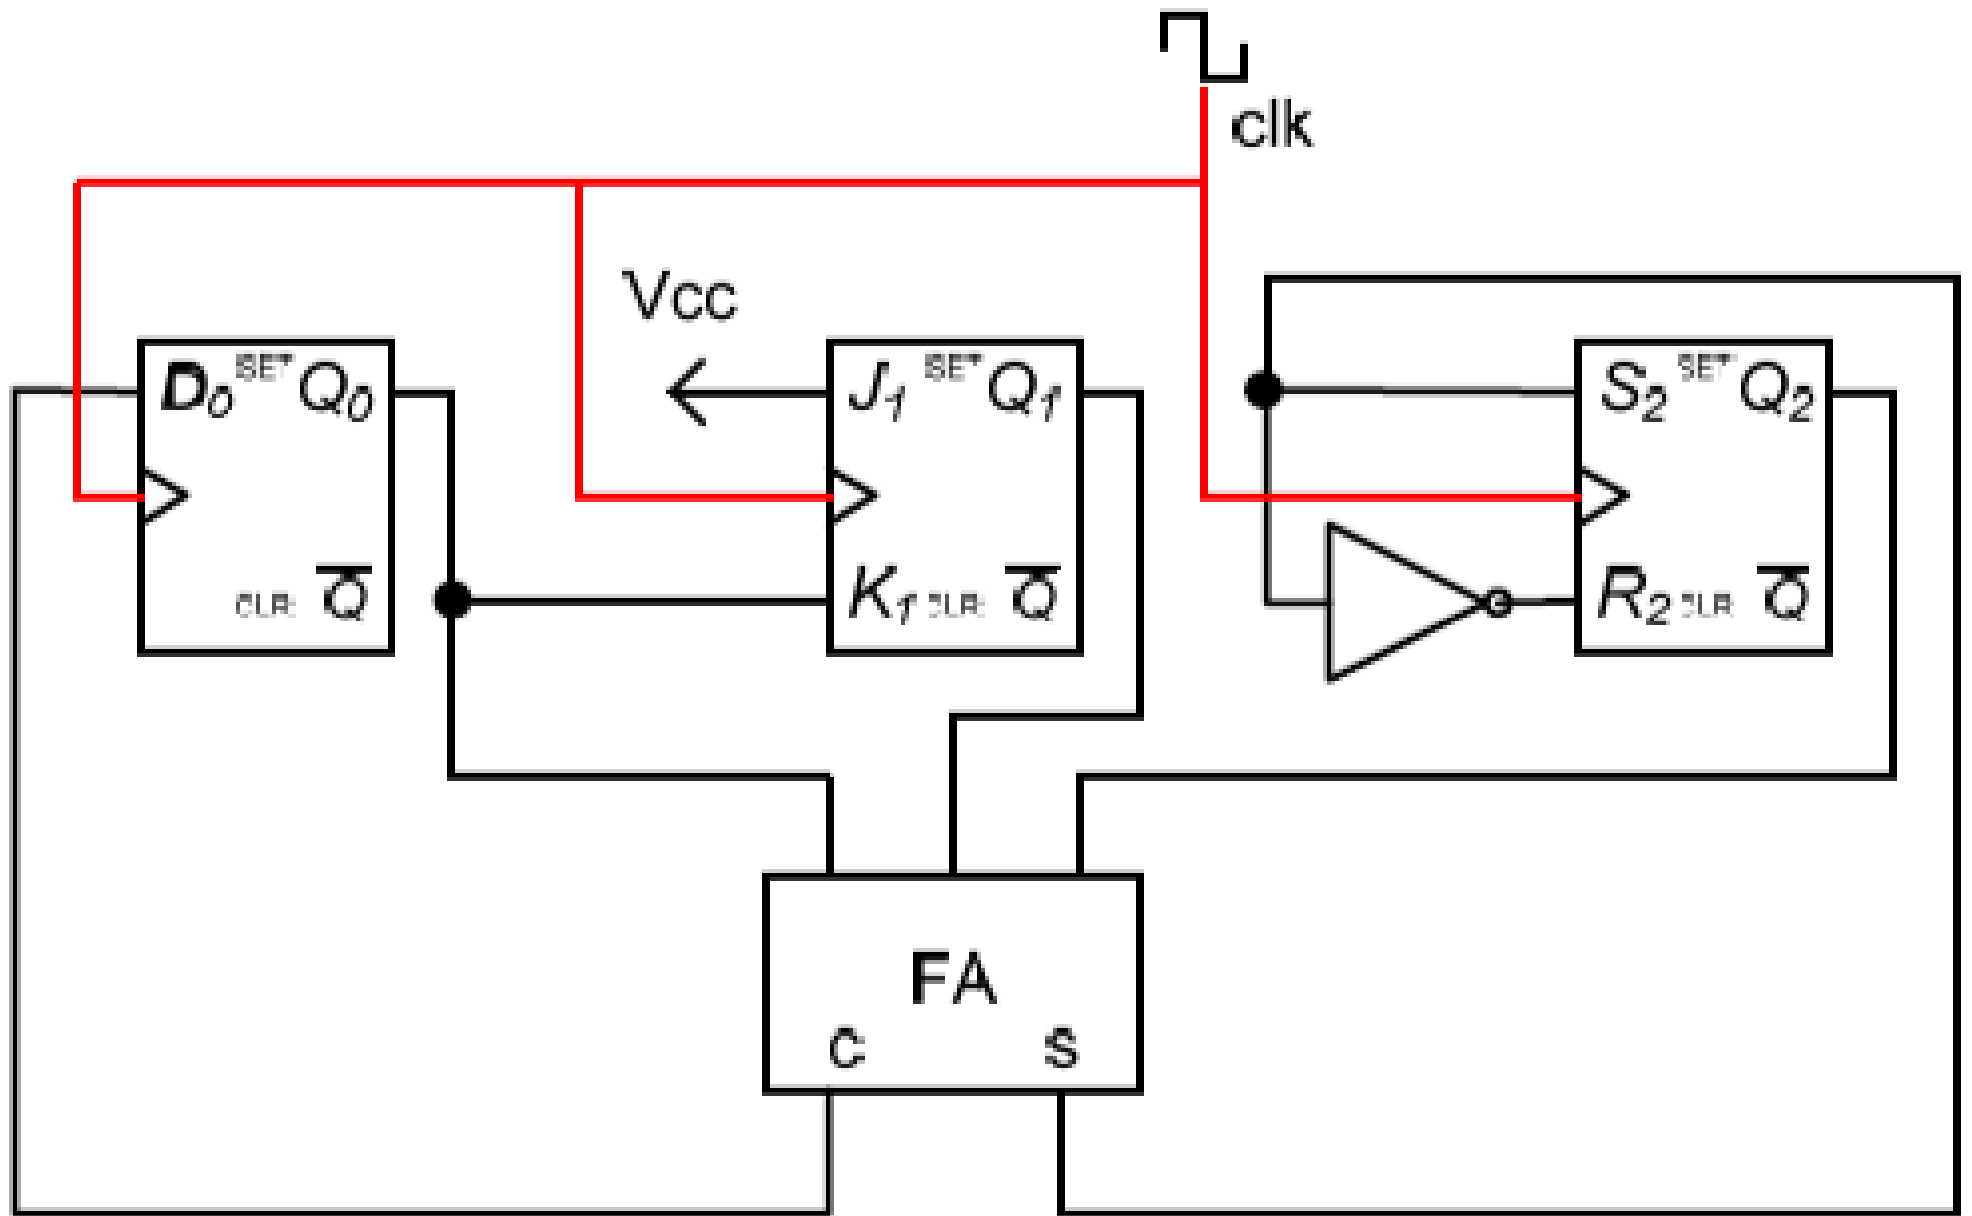 clk
Vcc
D0 SET Q0
J1 SET Q1
S2 SET Q2
CLR Q̅
K1 CLR Q̅
R2 CLR Q̅
FA
c s